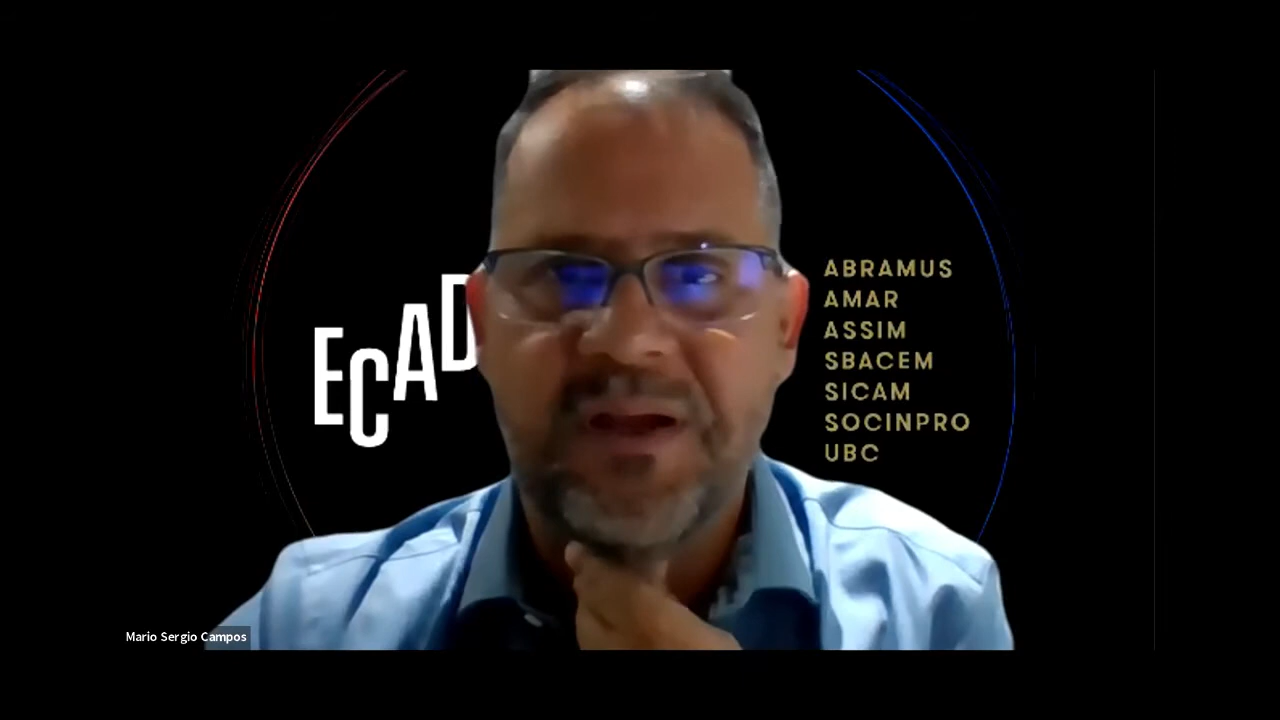 ECAD
ABRAMUS
AMAR
ASSIM
SBACEM
SICAM
SOCINPRO
UBC
Mario Sergio Campos